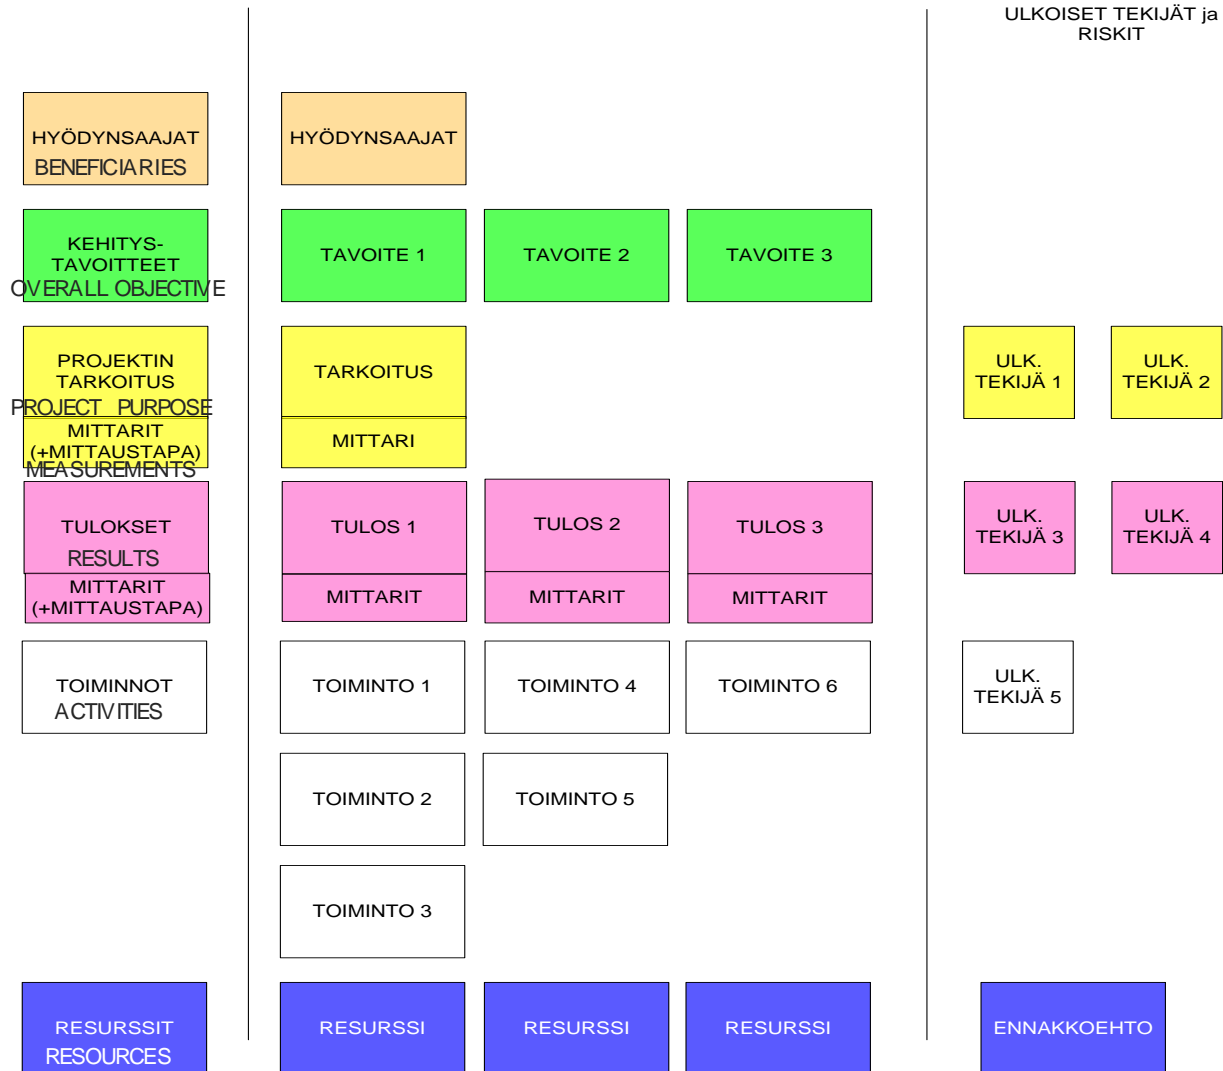 ULKOISET TEKIJÄT ja
RISKIT
HYÖDYNSAAJAT
BENEFICIARIES
HYÖDYNSAAJAT
KEHITYS-
TAVOITTEET
OVERALL OBJECTIVE
TAVOITE 1
TAVOITE 2
TAVOITE 3
PROJEKTIN
TARKOITUS
PROJECT PURPOSE
TARKOITUS
ULK.
TEKIJÄ 1
ULK.
TEKIJÄ 2
MITTARIT
(+MITTAUSTAPA)
MEASUREMENTS
MITTARI
TULOKSET
RESULTS
TULOS 1
TULOS 2
TULOS 3
ULK.
TEKIJÄ 3
ULK.
TEKIJÄ 4
MITTARIT
(+MITTAUSTAPA)
MITTARIT
MITTARIT
MITTARIT
TOIMINNOT
ACTIVITIES
TOIMINTO 1
TOIMINTO 4
TOIMINTO 6
ULK.
TEKIJÄ 5
TOIMINTO 2
TOIMINTO 5
TOIMINTO 3
RESURSSIT
RESOURCES
RESURSSI
RESURSSI
RESURSSI
ENNAKKOEHTO